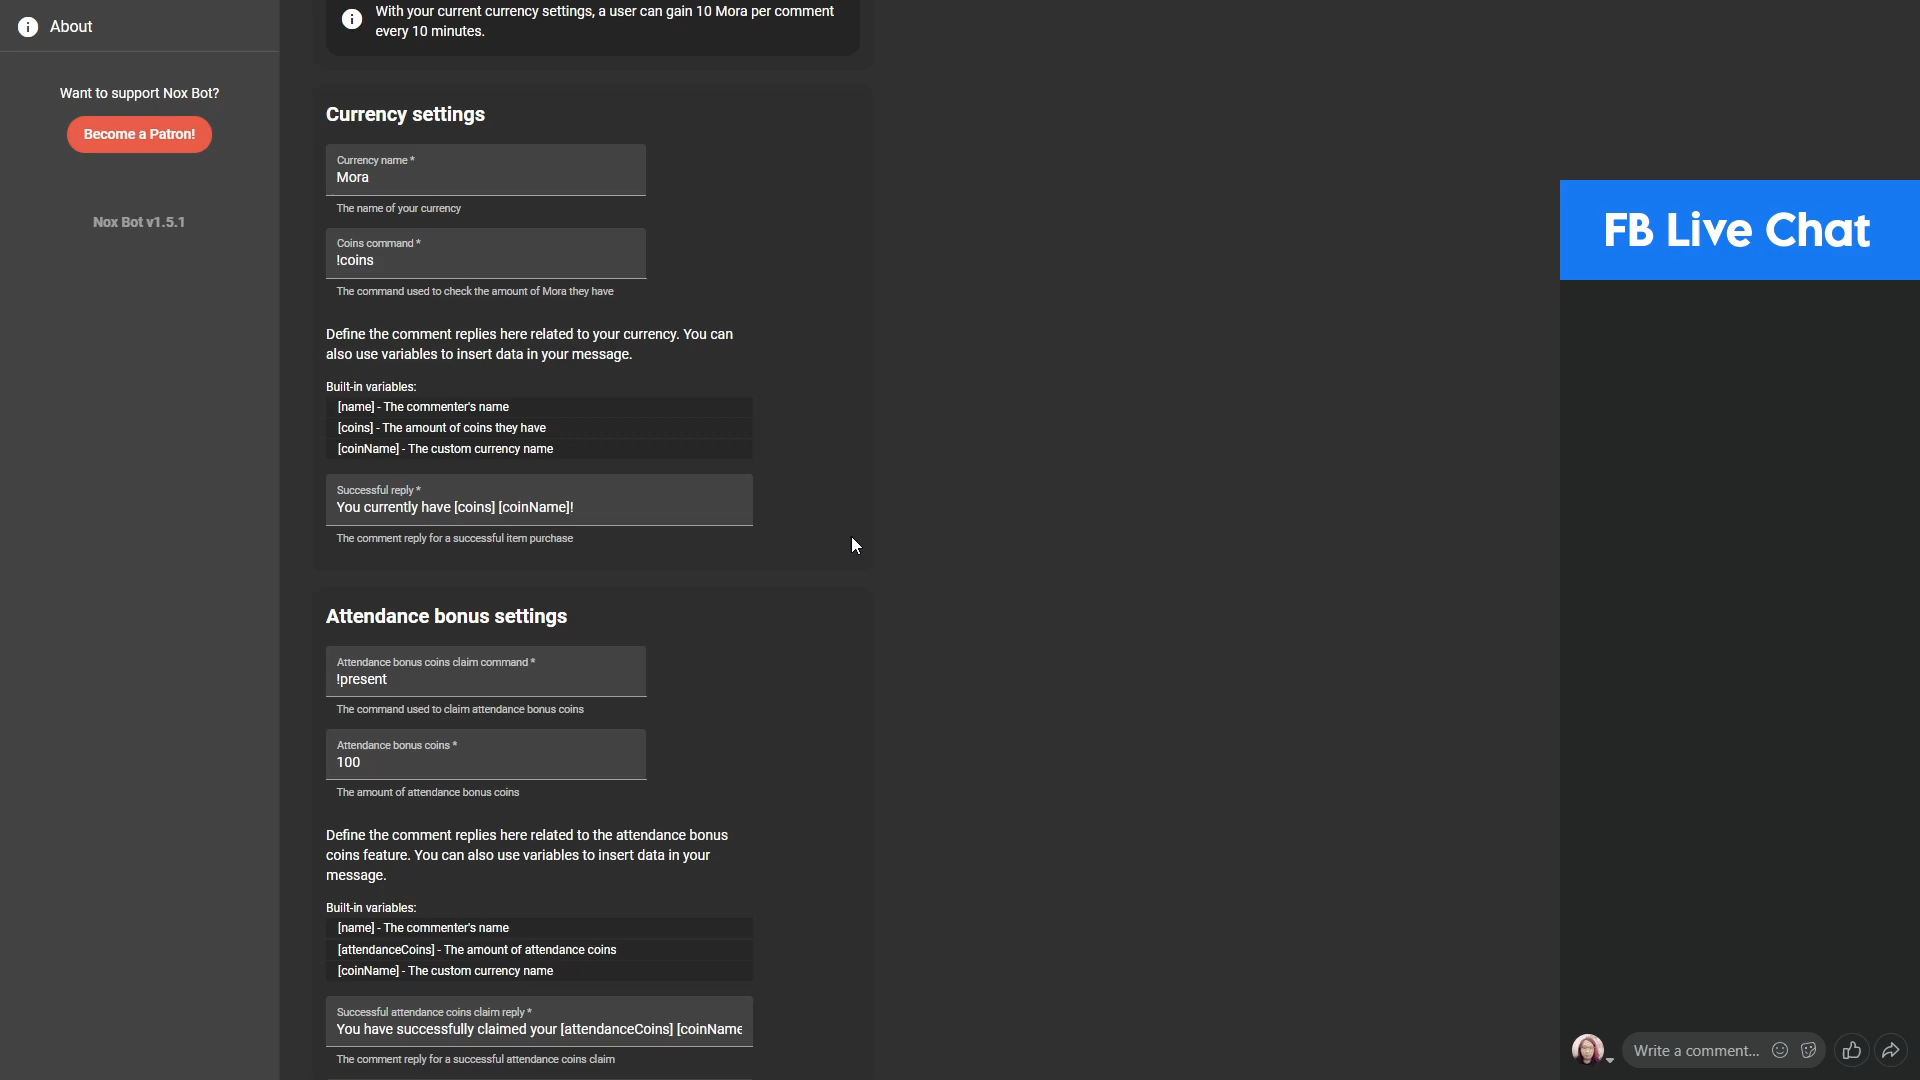 About
Want to support Nox Bot?
Become a Patron!
Nox Bot v1.5.1
With your current currency settings, a user can gain 10 Mora per comment
every 10 minutes.
Currency settings
Currency name *
Mora
The name of your currency
Coins command *
!coins
The command used to check the amount of Mora they have
Define the comment replies here related to your currency. You can
also use variables to insert data in your message.
Built-in variables:
[name] - The commenter's name
[coins] - The amount of coins they have
[coinName] - The custom currency name
Successful reply *
You currently have [coins] [coinName]!
The comment reply for a successful item purchase
Attendance bonus settings
Attendance bonus coins claim command *
!present
The command used to claim attendance bonus coins
Attendance bonus coins *
100
The amount of attendance bonus coins
Define the comment replies here related to the attendance bonus
coins feature. You can also use variables to insert data in your
message.
Built-in variables:
[name] - The commenter's name
[attendanceCoins] - The amount of attendance coins
[coinName] - The custom currency name
Successful attendance coins claim reply *
You have successfully claimed your [attendanceCoins] [coinName
The comment reply for a successful attendance coins claim
FB Live Chat
Write a comment...